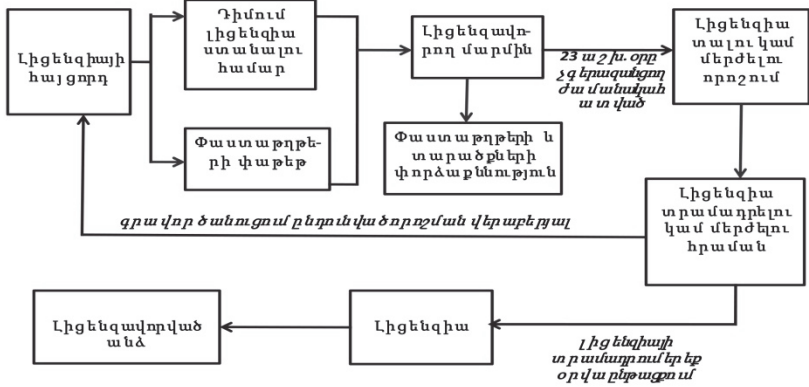 Լիցենզիայի
հայցորդ
Դիմում
լիցենզիա
ստանալու
համար
Փաստաթղթե-
րի փաթեթ
Լիցենզավո-
րող մարմին
Փաստաթղթերի և
տարածքների
փորձաքննություն
23 աշխ. օրը
չգերազանցող
ժամանակահ
ատված
Լիցենզիա
տալու կամ
մերժելու
որոշում
Լիցենզիա
տրամադրելու
կամ մերժելու
հրաման
գրավոր ծանուցում ընդունված որոշման վերաբերյալ
Լիցենզավորված
անձ
Լիցենզիա
լիցենզիայի
տրամադրում երեք
օրվա ընթացքում